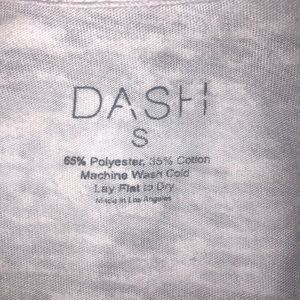 DASH
S
65% Polyester, 35% Cotton
Machine Wash Cold
Lay Flat to Dry
Made in Los Angeles